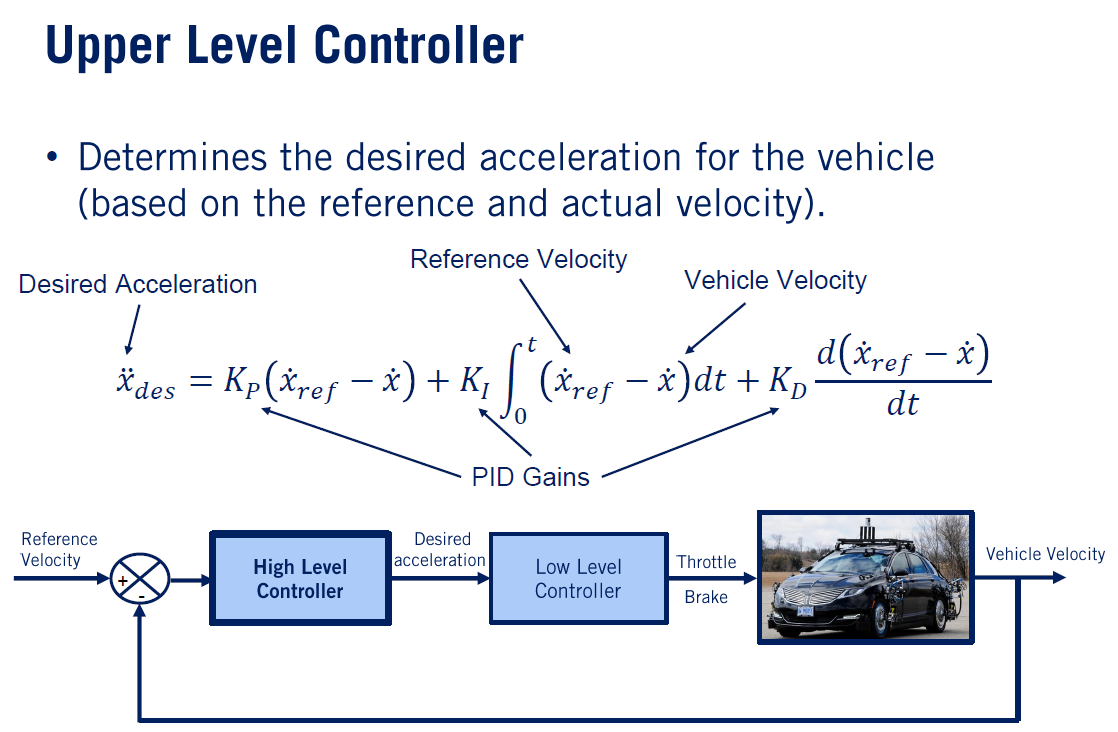 Upper Level Controller
• Determines the desired acceleration for the vehicle
(based on the reference and actual velocity).
Reference Velocity
Desired Acceleration
Vehicle Velocity
ẍ_des = K_P(ẋ_ref − ẋ) + K_I ∫_0^t (ẋ_ref − ẋ)dt + K_D d(ẋ_ref − ẋ)/dt
PID Gains
Reference
Velocity
+
-
High Level
Controller
Desired
acceleration
Low Level
Controller
Throttle
Brake
Vehicle Velocity